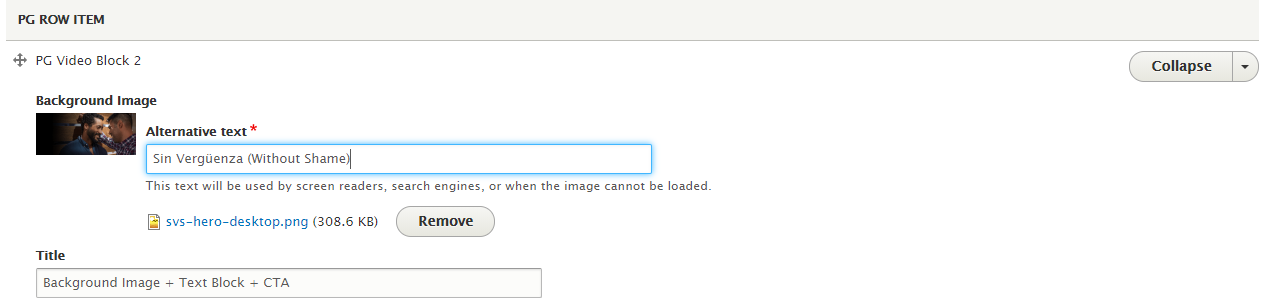 PG ROW ITEM
PG Video Block 2
Collapse
Background Image
Alternative text *
Sin Vergüenza (Without Shame)
This text will be used by screen readers, search engines, or when the image cannot be loaded.
svs-hero-desktop.png (308.6 KB) Remove
Title
Background Image + Text Block + CTA